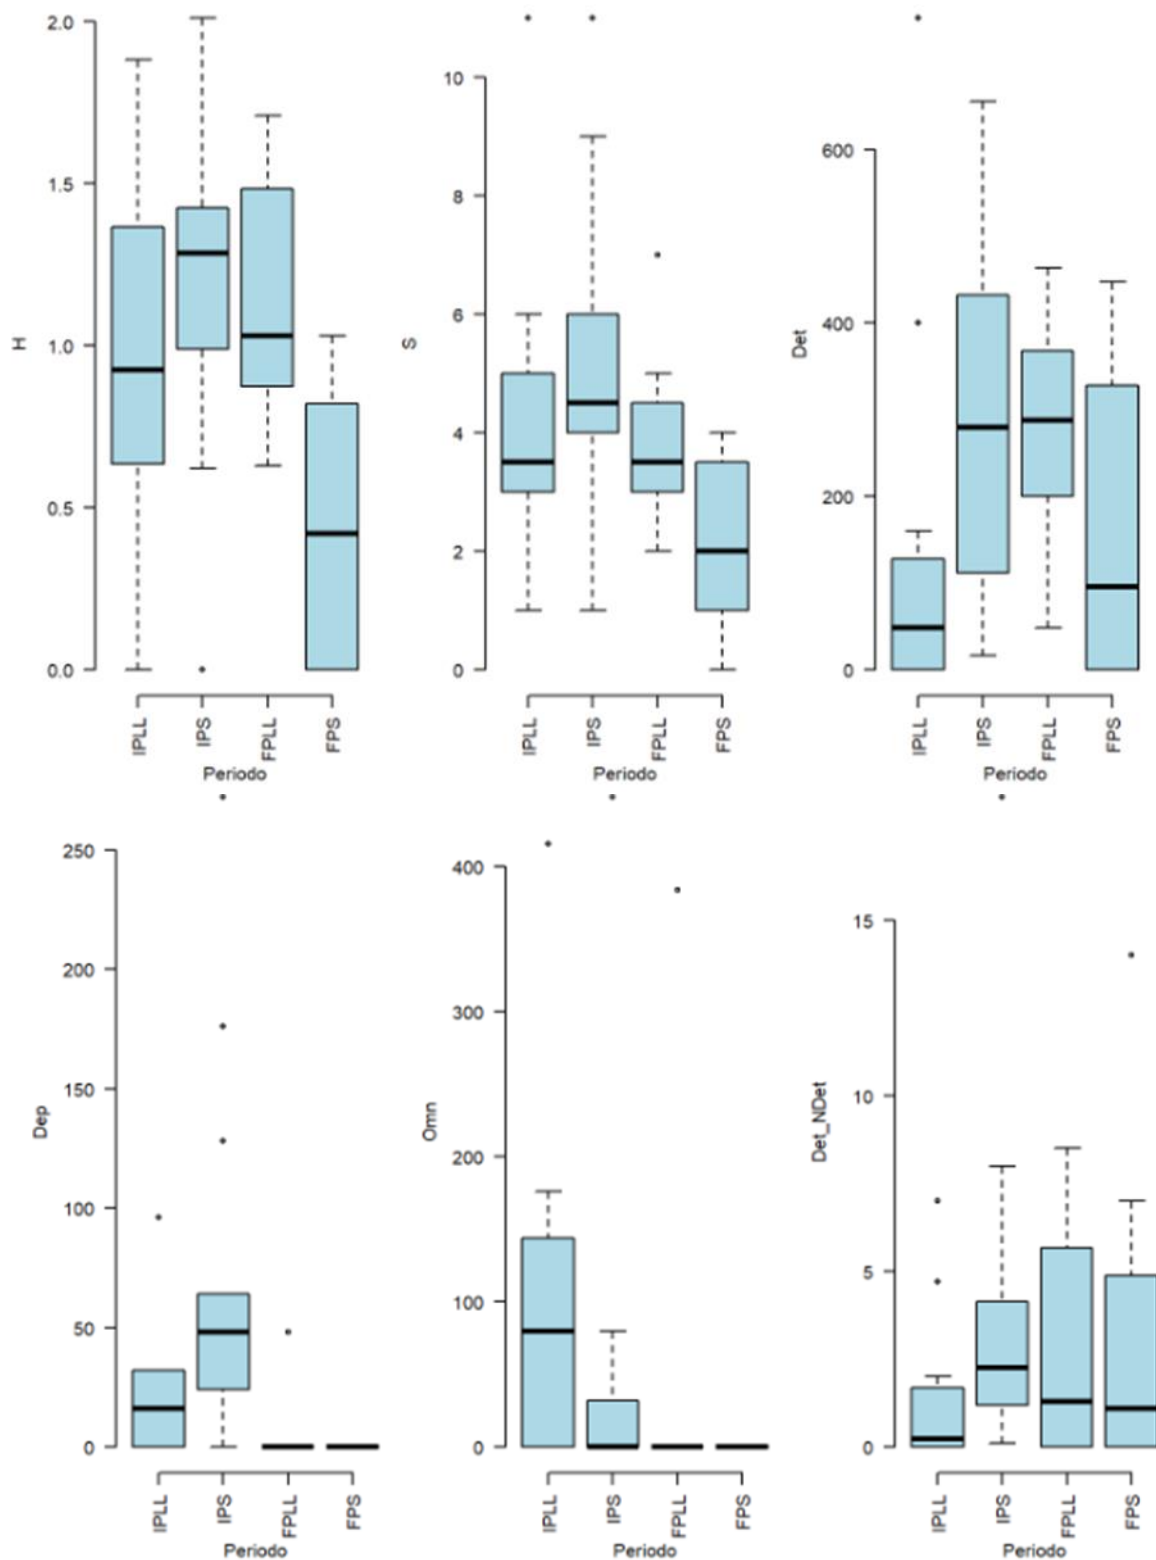 H
2.0
1.5
1.0
0.5
0.0
IPLL
IPS
FPLL
FPS
Periodo
S
10
8
6
4
2
0
IPLL
IPS
FPLL
FPS
Periodo
Det
600
400
200
0
IPLL
IPS
FPLL
FPS
Periodo
Dep
250
200
150
100
50
0
IPLL
IPS
FPLL
FPS
Periodo
Omn
400
300
200
100
0
IPLL
IPS
FPLL
FPS
Periodo
Det_NDet
15
10
5
0
IPLL
IPS
FPLL
FPS
Periodo